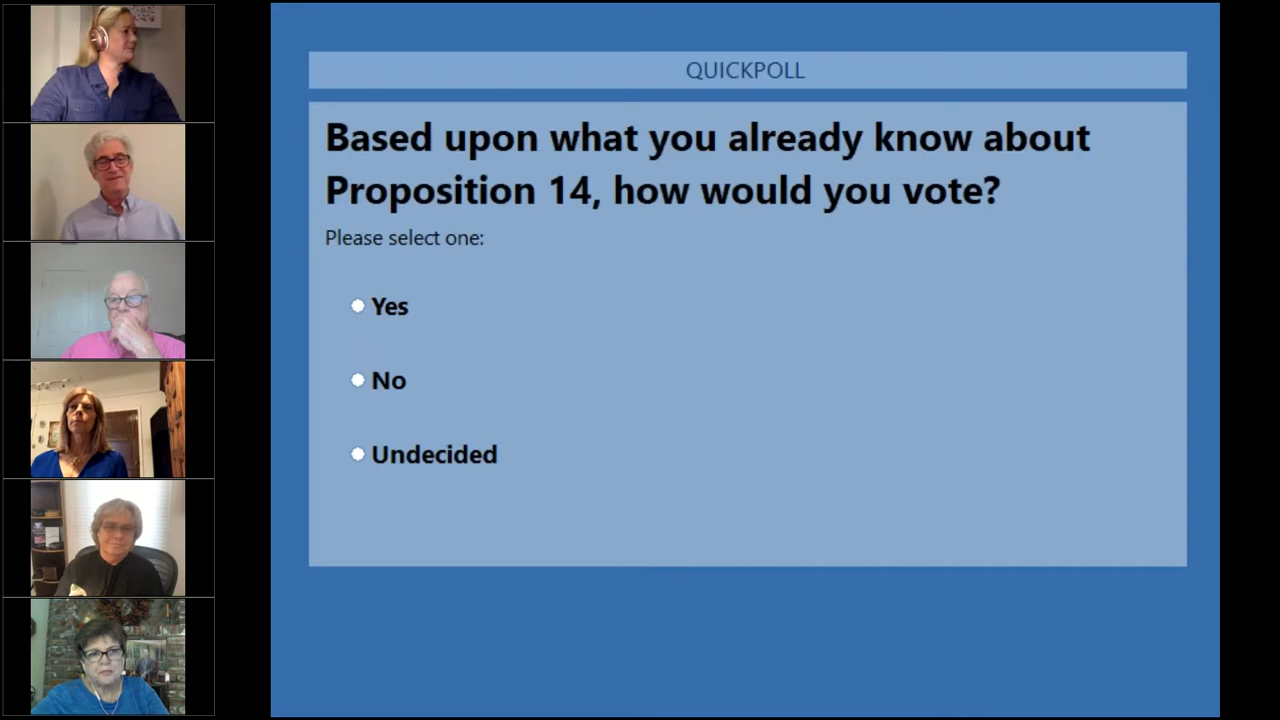 QUICKPOLL
Based upon what you already know about
Proposition 14, how would you vote?
Please select one:
Yes
No
Undecided